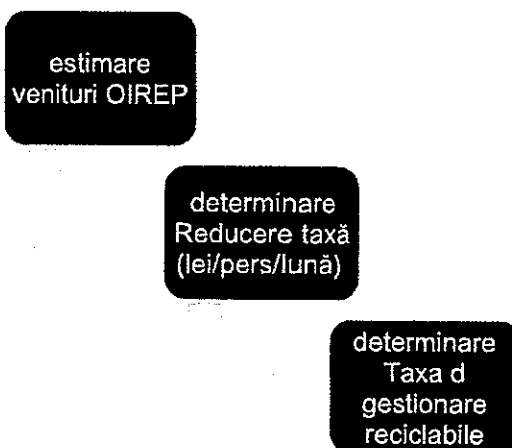 estimare
venituri OIREP
determinare
Reducere taxă
(lei/pers/lună)
determinare
Taxa d
gestionare
reciclabile